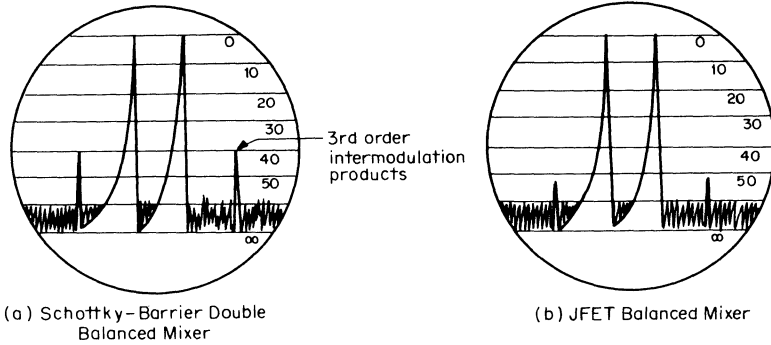 0
10
20
30
40
50
∞
3rd order
intermodulation
products
(a) Schottky-Barrier Double
Balanced Mixer
0
10
20
30
40
50
∞
(b) JFET Balanced Mixer